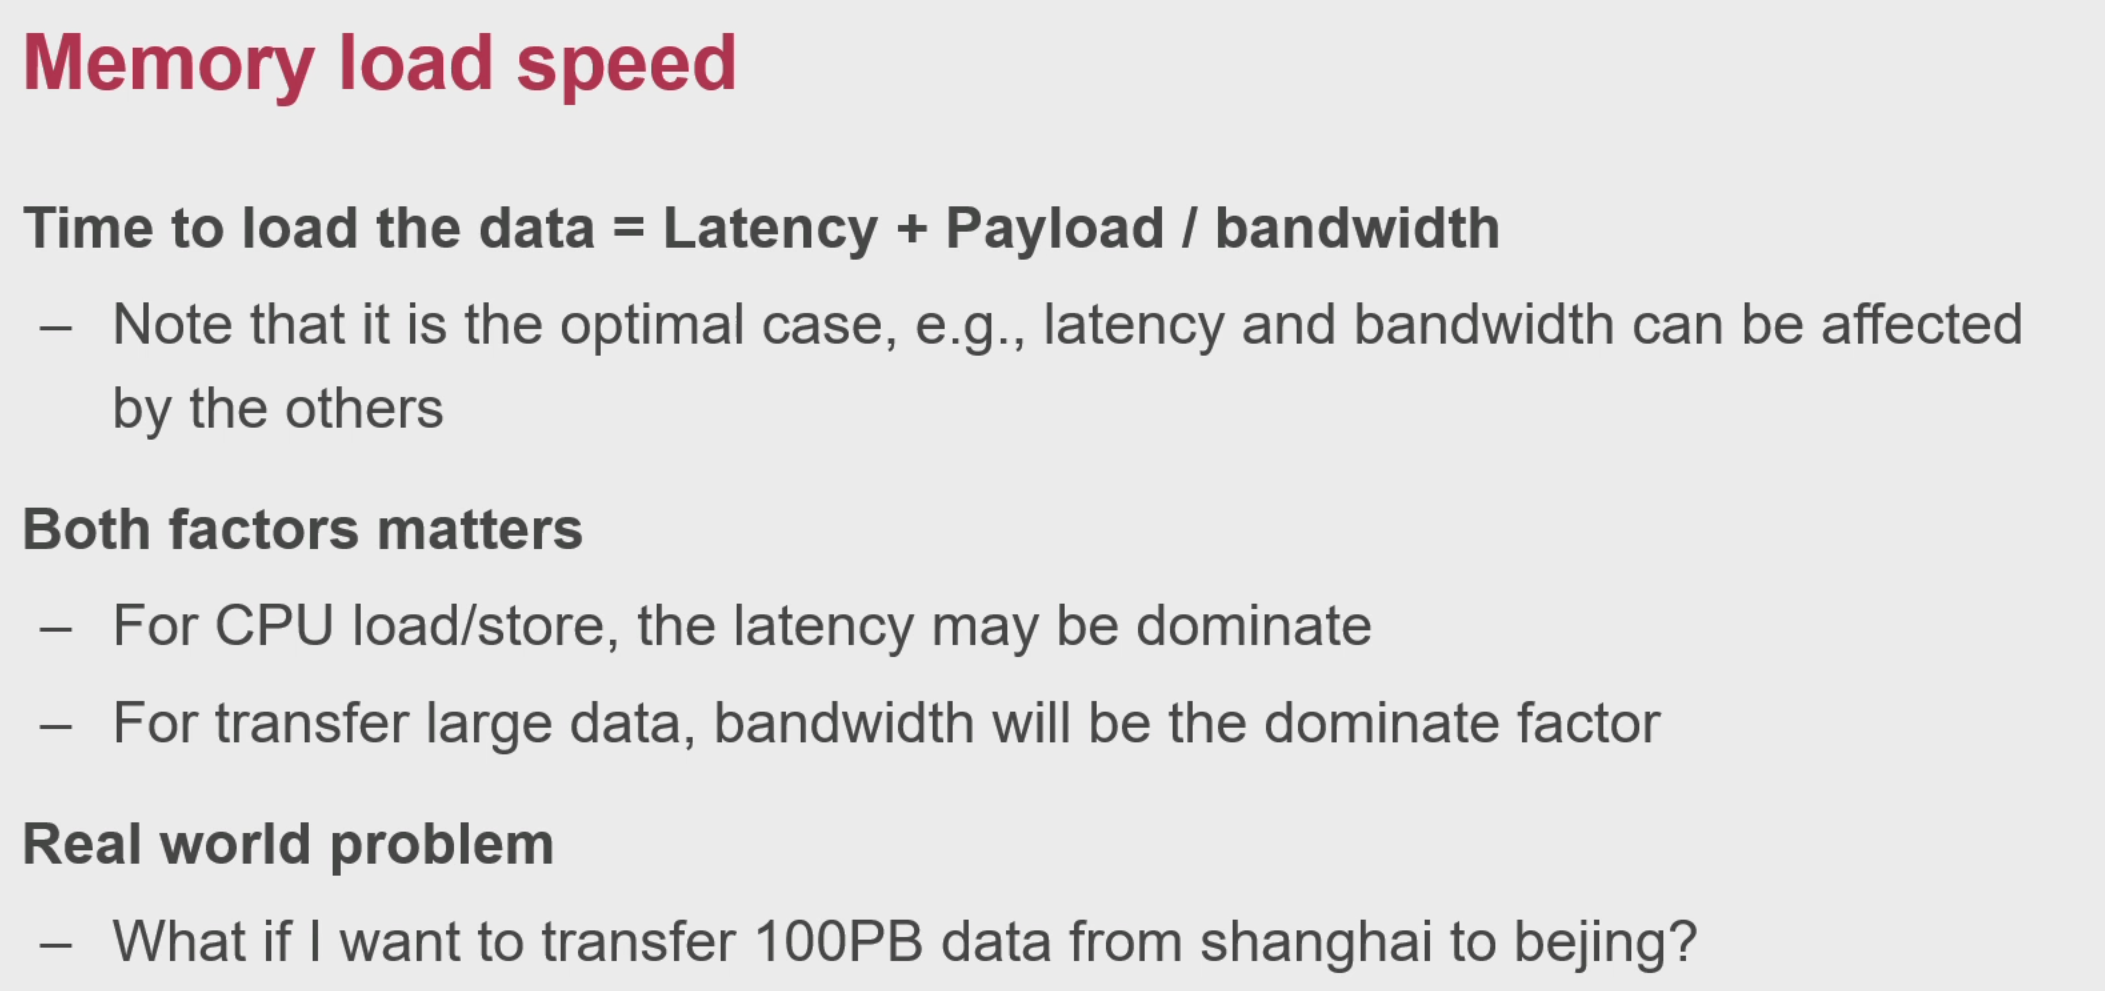 Memory load speed
Time to load the data = Latency + Payload / bandwidth
– Note that it is the optimal case, e.g., latency and bandwidth can be affected
by the others
Both factors matters
– For CPU load/store, the latency may be dominate
– For transfer large data, bandwidth will be the dominate factor
Real world problem
– What if I want to transfer 100PB data from shanghai to bejing?